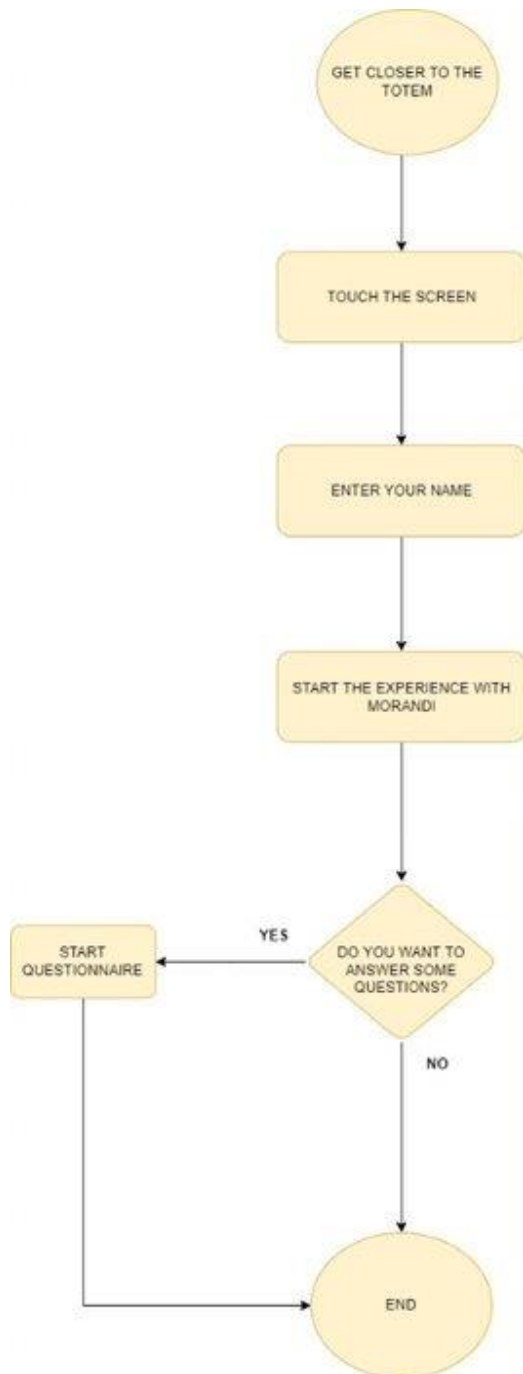 GET CLOSER TO THE
TOTEM
TOUCH THE SCREEN
ENTER YOUR NAME
START THE EXPERIENCE WITH
MORANDI
YES
START
QUESTIONNAIRE
DO YOU WANT TO
ANSWER SOME
QUESTIONS?
NO
END